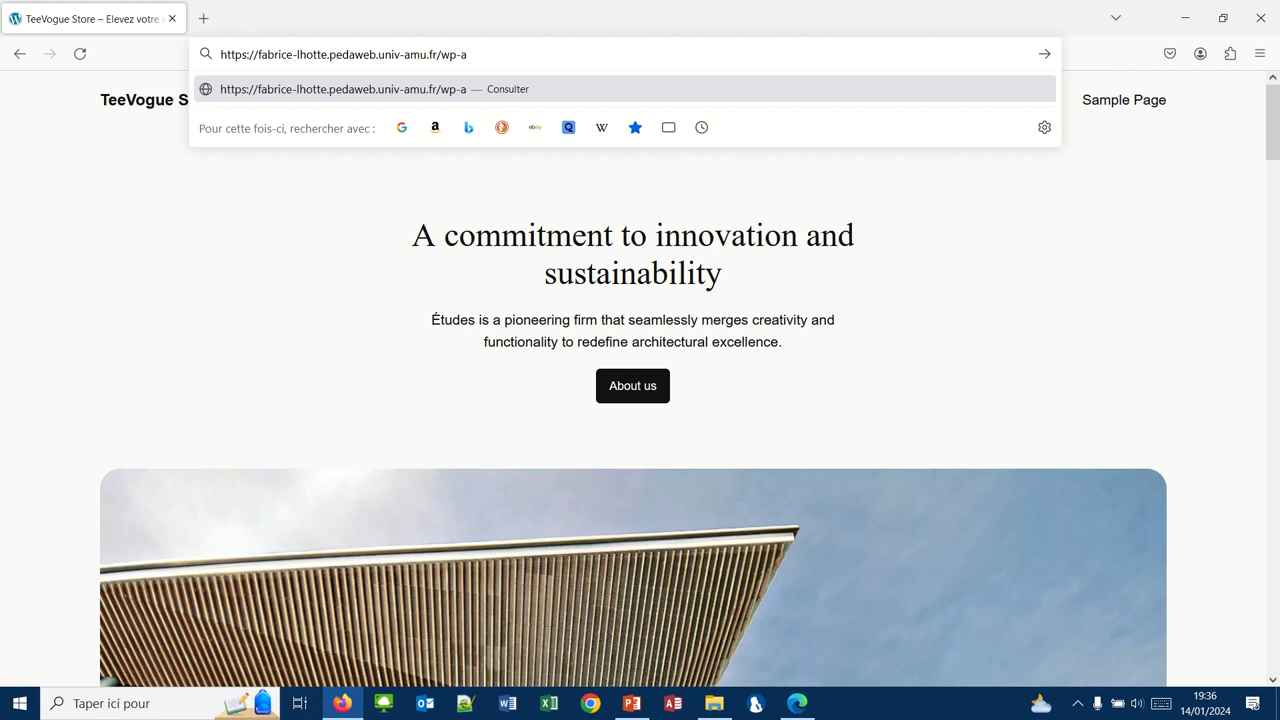 TeeVogue Store – Elevez votre
https://fabrice-lhotte.pedaweb.univ-amu.fr/wp-a
https://fabrice-lhotte.pedaweb.univ-amu.fr/wp-a — Consulter
Pour cette fois-ci, rechercher avec :
TeeVogue S
Sample Page
A commitment to innovation and
sustainability
Études is a pioneering firm that seamlessly merges creativity and
functionality to redefine architectural excellence.
About us
Taper ici pour
19:36
14/01/2024